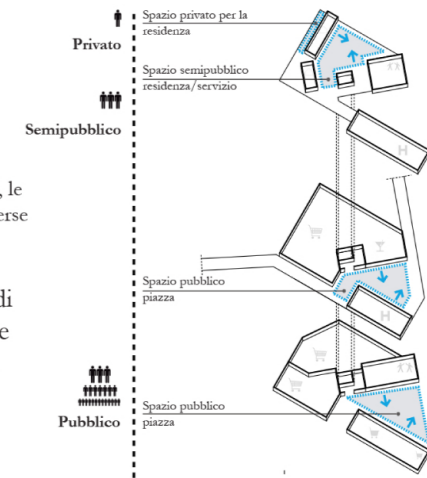 Spazio privato per la
residenza
Privato
Spazio semipubblico
residenza/servizio
Semipubblico
H
, le
erse
Spazio pubblico
piazza
di
e
H
Spazio pubblico
piazza
Pubblico